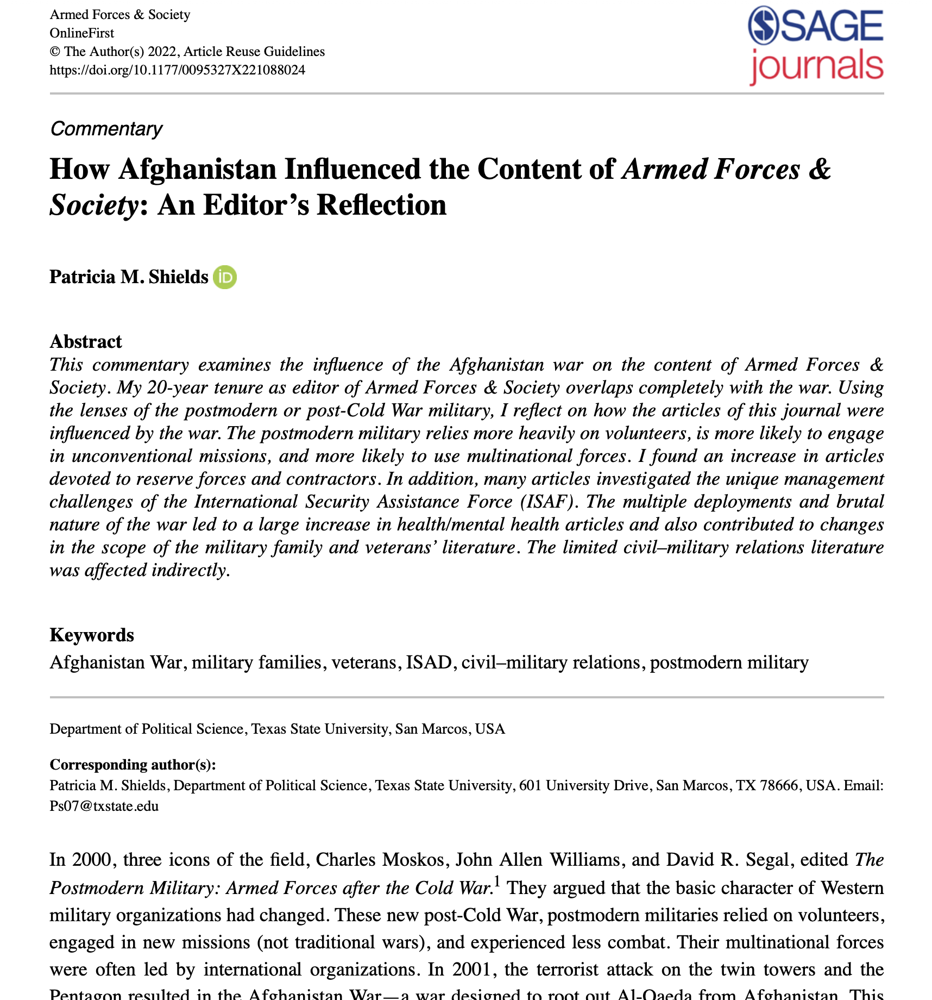 Armed Forces & Society
OnlineFirst
© The Author(s) 2022, Article Reuse Guidelines
https://doi.org/10.1177/0095327X221088024
SAGE
journals
Commentary
How Afghanistan Influenced the Content of Armed Forces &
Society: An Editor’s Reflection
Patricia M. Shields iD
Abstract
This commentary examines the influence of the Afghanistan war on the content of Armed Forces &
Society. My 20-year tenure as editor of Armed Forces & Society overlaps completely with the war. Using
the lenses of the postmodern or post-Cold War military, I reflect on how the articles of this journal were
influenced by the war. The postmodern military relies more heavily on volunteers, is more likely to engage
in unconventional missions, and more likely to use multinational forces. I found an increase in articles
devoted to reserve forces and contractors. In addition, many articles investigated the unique management
challenges of the International Security Assistance Force (ISAF). The multiple deployments and brutal
nature of the war led to a large increase in health/mental health articles and also contributed to changes
in the scope of the military family and veterans’ literature. The limited civil–military relations literature
was affected indirectly.
Keywords
Afghanistan War, military families, veterans, ISAD, civil–military relations, postmodern military
Department of Political Science, Texas State University, San Marcos, USA
Corresponding author(s):
Patricia M. Shields, Department of Political Science, Texas State University, 601 University Drive, San Marcos, TX 78666, USA. Email:
Ps07@txstate.edu
In 2000, three icons of the field, Charles Moskos, John Allen Williams, and David R. Segal, edited The
Postmodern Military: Armed Forces after the Cold War.1 They argued that the basic character of Western
military organizations had changed. These new post-Cold War, postmodern militaries relied on volunteers,
engaged in new missions (not traditional wars), and experienced less combat. Their multinational forces
were often led by international organizations. In 2001, the terrorist attack on the twin towers and the
Pentagon resulted in the Afghanistan War—a war designed to root out Al-Qaeda from Afghanistan. This